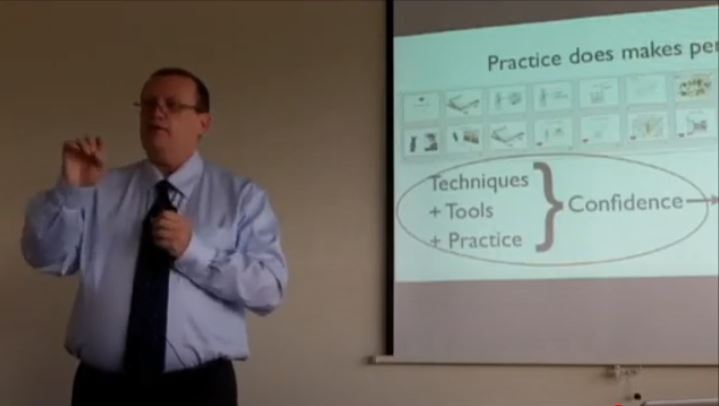 Practice does makes per
Techniques
+ Tools
+ Practice
} Confidence